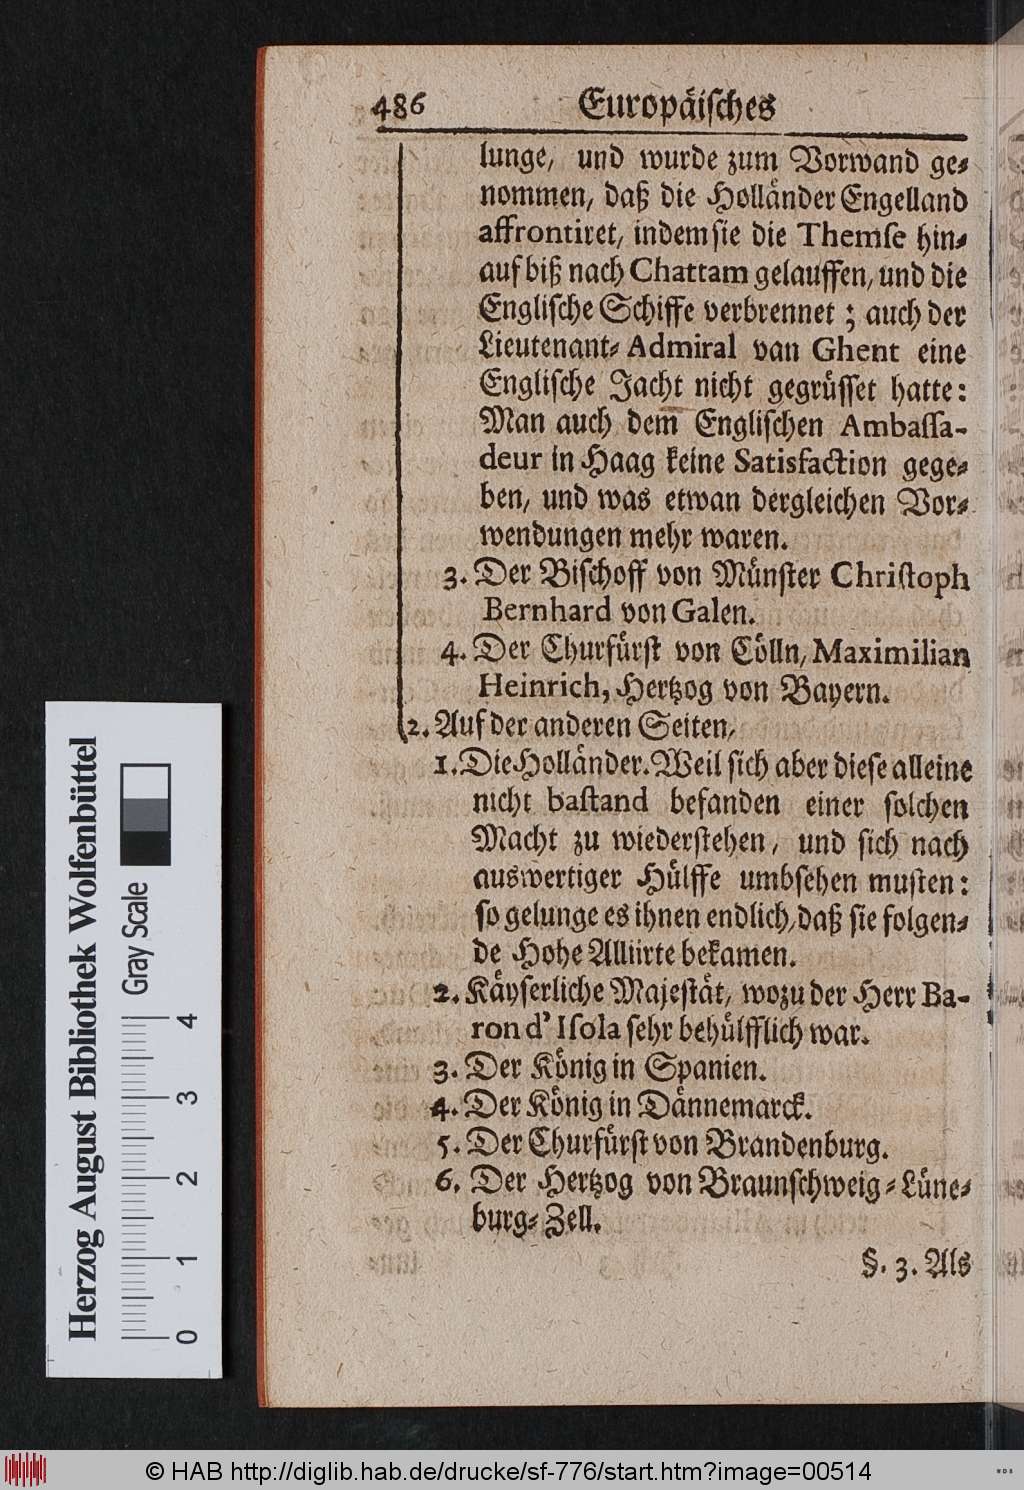 486 Europäiſches
lunge, und wurde zum Vorwand ge-
nommen, daß die Holländer Engelland
affrontiret, indem ſie die Themſe hin-
auf biß nach Chattam gelauffen, und die
Engliſche Schiffe verbrennet; auch der
Lieutenant-Admiral van Ghent eine
Engliſche Jacht nicht gegrüſſet hatte:
Man auch dem Engliſchen Ambaſſa-
deur in Haag keine Satisfaction gege-
ben, und was etwan dergleichen Vor-
wendungen mehr waren.
3. Der Biſchoff von Münſter Chriſtoph
Bernhard von Galen.
4. Der Churfürſt von Cölln, Maximilian
Heinrich, Hertzog von Bayern.
2. Auf der anderen Seiten,
1. Die Holländer. Weil ſich aber dieſe alleine
nicht baſtand befanden einer ſolchen
Macht zu wiederſtehen, und ſich nach
auswertiger Hülffe umbſehen muſten:
ſo gelunge es ihnen endlich, daß ſie folgen-
de Hohe Alliirte bekamen.
2. Käyſerliche Majeſtät, wozu der Herr Ba-
ron d' Iſola ſehr behülfflich war.
3. Der König in Spanien.
4. Der König in Dännemarck.
5. Der Churfürſt von Brandenburg.
6. Der Hertzog von Braunſchweig-Lüne-
burg-Zell.
§. 3. Als
Herzog August Bibliothek Wolfenbüttel
Gray Scale
0 1 2 3 4
© HAB http://diglib.hab.de/drucke/sf-776/start.htm?image=00514